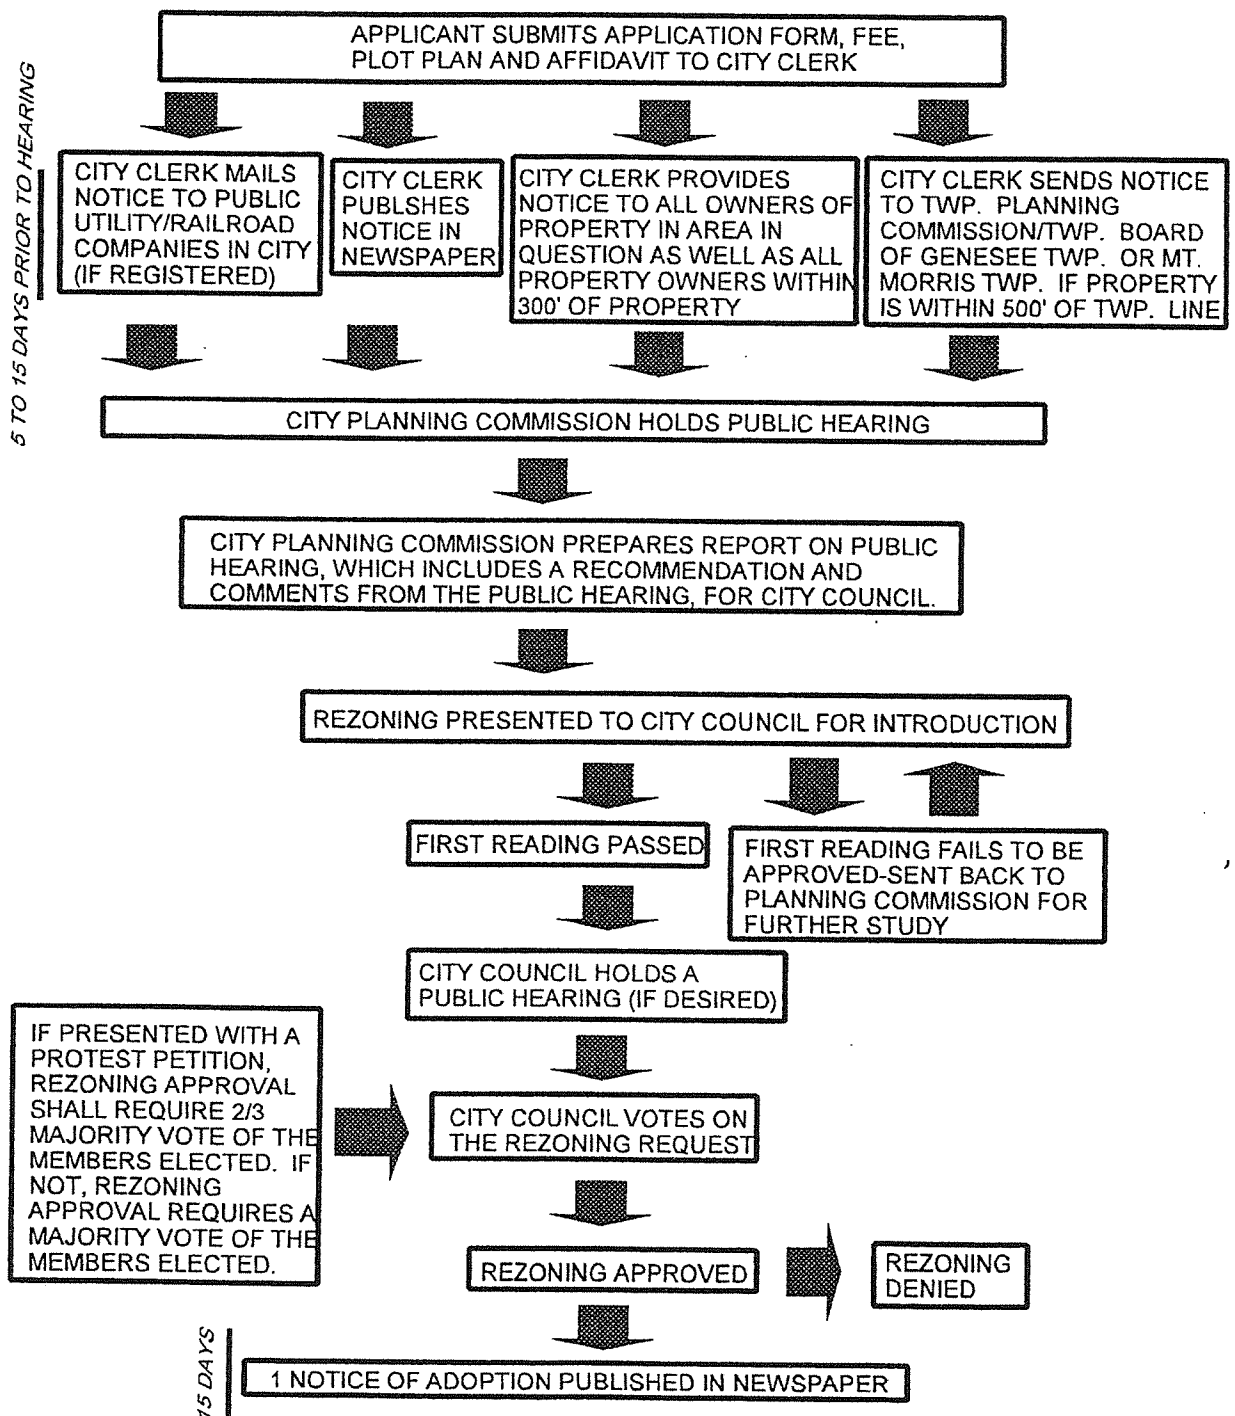 APPLICANT SUBMITS APPLICATION FORM, FEE,
PLOT PLAN AND AFFIDAVIT TO CITY CLERK
5 TO 15 DAYS PRIOR TO HEARING
CITY CLERK MAILS
NOTICE TO PUBLIC
UTILITY/RAILROAD
COMPANIES IN CITY
(IF REGISTERED)
CITY CLERK
PUBLSHES
NOTICE IN
NEWSPAPER
CITY CLERK PROVIDES
NOTICE TO ALL OWNERS OF
PROPERTY IN AREA IN
QUESTION AS WELL AS ALL
PROPERTY OWNERS WITHIN
300' OF PROPERTY
CITY CLERK SENDS NOTICE
TO TWP. PLANNING
COMMISSION/TWP. BOARD
OF GENESEE TWP. OR MT.
MORRIS TWP. IF PROPERTY
IS WITHIN 500' OF TWP. LINE
CITY PLANNING COMMISSION HOLDS PUBLIC HEARING
CITY PLANNING COMMISSION PREPARES REPORT ON PUBLIC
HEARING, WHICH INCLUDES A RECOMMENDATION AND
COMMENTS FROM THE PUBLIC HEARING, FOR CITY COUNCIL.
REZONING PRESENTED TO CITY COUNCIL FOR INTRODUCTION
FIRST READING PASSED
FIRST READING FAILS TO BE
APPROVED-SENT BACK TO
PLANNING COMMISSION FOR
FURTHER STUDY
CITY COUNCIL HOLDS A
PUBLIC HEARING (IF DESIRED)
IF PRESENTED WITH A
PROTEST PETITION,
REZONING APPROVAL
SHALL REQUIRE 2/3
MAJORITY VOTE OF THE
MEMBERS ELECTED. IF
NOT, REZONING
APPROVAL REQUIRES A
MAJORITY VOTE OF THE
MEMBERS ELECTED.
CITY COUNCIL VOTES ON
THE REZONING REQUEST
REZONING APPROVED
REZONING
DENIED
15 DAYS
1 NOTICE OF ADOPTION PUBLISHED IN NEWSPAPER